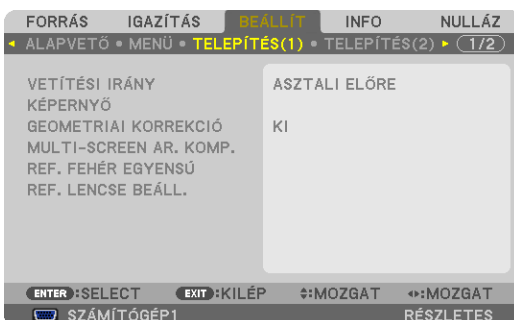 FORRÁS IGAZÍTÁS BEÁLLÍT INFO NULLÁZ
ALAPVETŐ • MENÜ • TELEPÍTÉS(1) • TELEPÍTÉS(2) 1/2
VETÍTÉSI IRÁNY ASZTALI ELŐRE
KÉPERNYŐ
GEOMETRIAI KORREKCIÓ KI
MULTI-SCREEN AR. KOMP.
REF. FEHÉR EGYENSÚ
REF. LENCSE BEÁLL.
ENTER:SELECT EXIT:KILÉP :MOZGAT :MOZGAT
SZÁMÍTÓGÉP1 RÉSZLETES